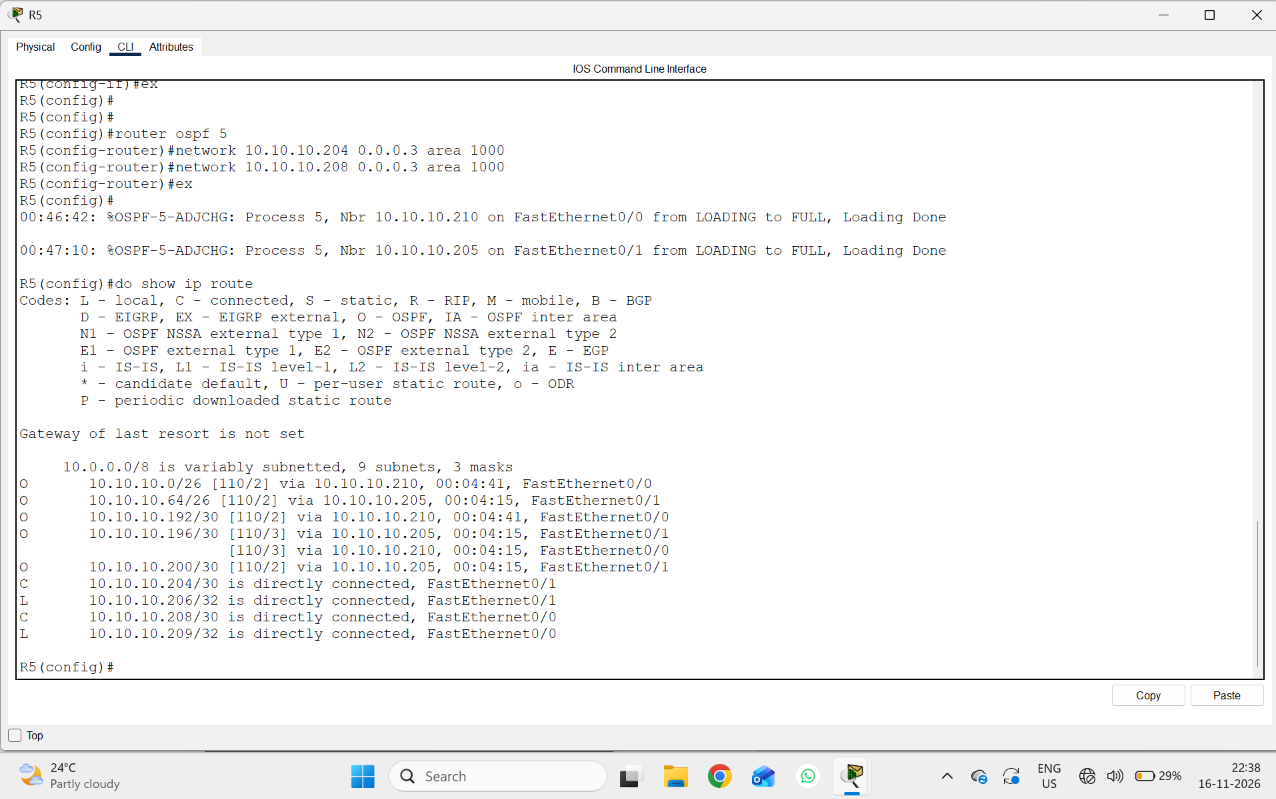 R5
Physical Config CLI Attributes
IOS Command Line Interface
R5(config-if)#ex
R5(config)#
R5(config)#
R5(config)#router ospf 5
R5(config-router)#network 10.10.10.204 0.0.0.3 area 1000
R5(config-router)#network 10.10.10.208 0.0.0.3 area 1000
R5(config-router)#ex
R5(config)#
00:46:42: %OSPF-5-ADJCHG: Process 5, Nbr 10.10.10.210 on FastEthernet0/0 from LOADING to FULL, Loading Done
00:47:10: %OSPF-5-ADJCHG: Process 5, Nbr 10.10.10.205 on FastEthernet0/1 from LOADING to FULL, Loading Done
R5(config)#do show ip route
Codes: L - local, C - connected, S - static, R - RIP, M - mobile, B - BGP
D - EIGRP, EX - EIGRP external, O - OSPF, IA - OSPF inter area
N1 - OSPF NSSA external type 1, N2 - OSPF NSSA external type 2
E1 - OSPF external type 1, E2 - OSPF external type 2, E - EGP
i - IS-IS, L1 - IS-IS level-1, L2 - IS-IS level-2, ia - IS-IS inter area
* - candidate default, U - per-user static route, o - ODR
P - periodic downloaded static route
Gateway of last resort is not set
10.0.0.0/8 is variably subnetted, 9 subnets, 3 masks
O 10.10.10.0/26 [110/2] via 10.10.10.210, 00:04:41, FastEthernet0/0
O 10.10.10.64/26 [110/2] via 10.10.10.205, 00:04:15, FastEthernet0/1
O 10.10.10.192/30 [110/2] via 10.10.10.210, 00:04:41, FastEthernet0/0
O 10.10.10.196/30 [110/3] via 10.10.10.205, 00:04:15, FastEthernet0/1
[110/3] via 10.10.10.210, 00:04:15, FastEthernet0/0
O 10.10.10.200/30 [110/2] via 10.10.10.205, 00:04:15, FastEthernet0/1
C 10.10.10.204/30 is directly connected, FastEthernet0/1
L 10.10.10.206/32 is directly connected, FastEthernet0/1
C 10.10.10.208/30 is directly connected, FastEthernet0/0
L 10.10.10.209/32 is directly connected, FastEthernet0/0
R5(config)#
Copy Paste
Top
24°C
Partly cloudy
Search
ENG
US
29%
22:38
16-11-2026